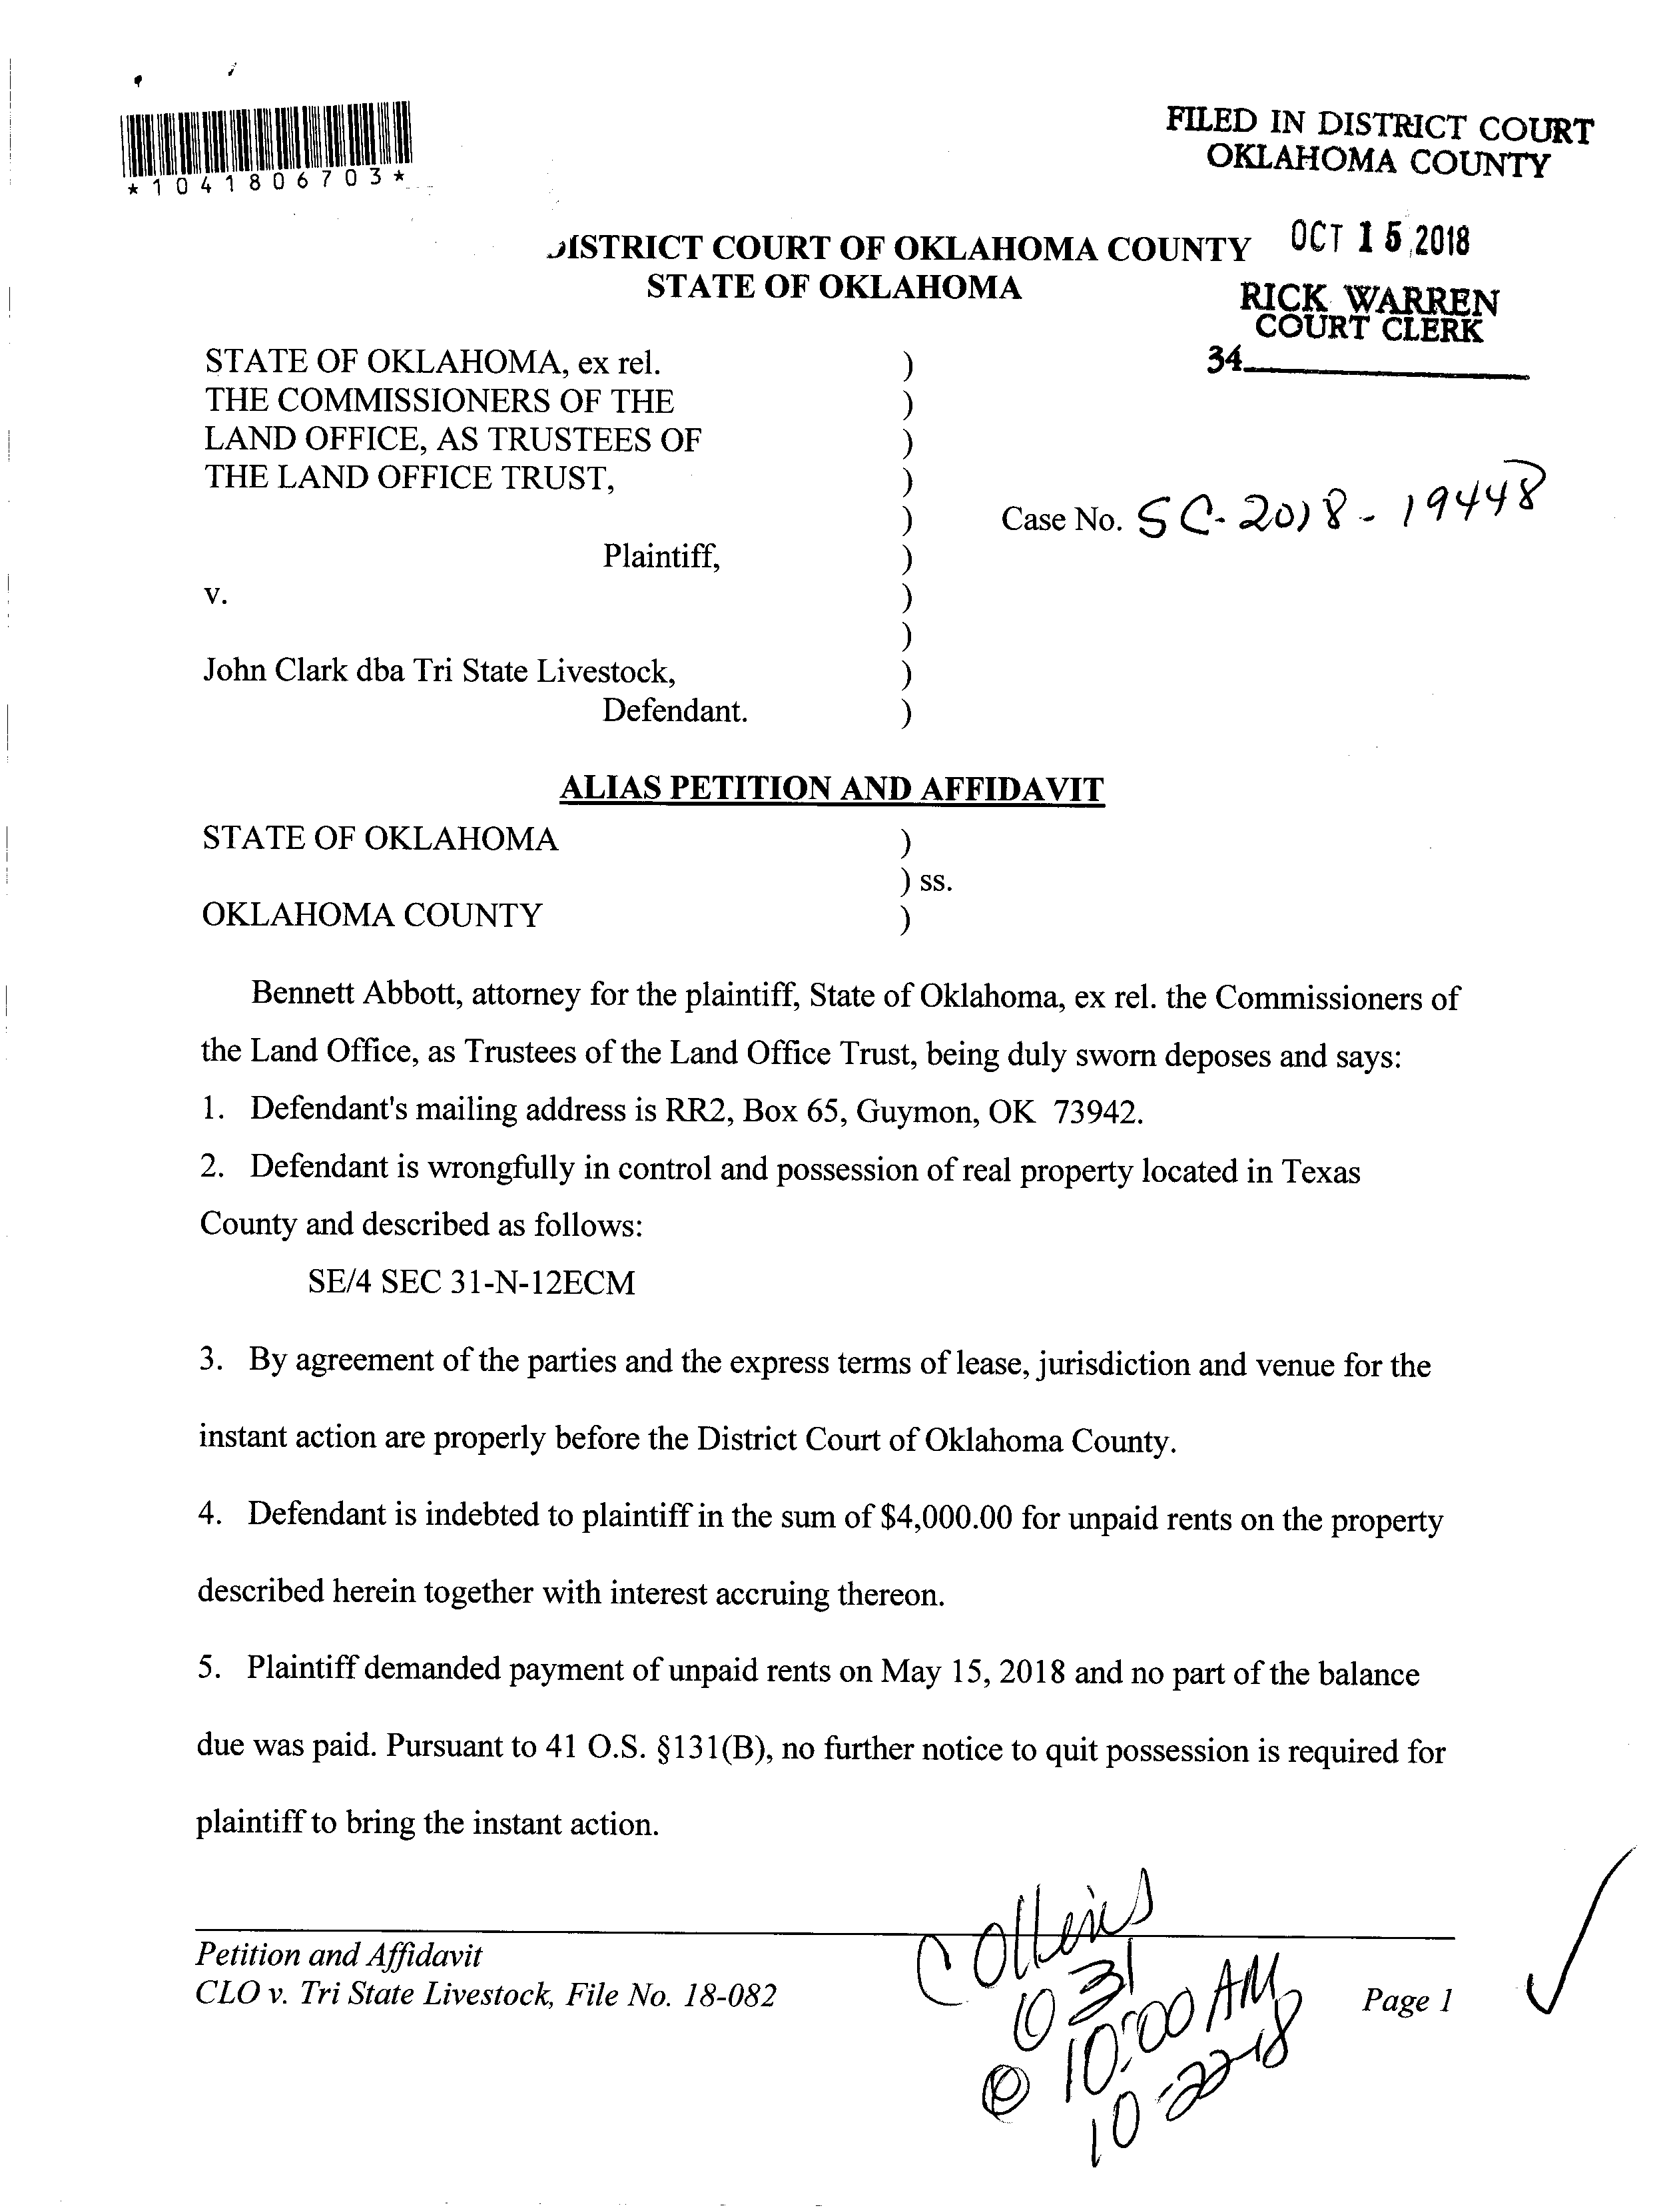 *1041806703*
FILED IN DISTRICT COURT
OKLAHOMA COUNTY
OCT 15 2018
RICK WARREN
COURT CLERK
34
DISTRICT COURT OF OKLAHOMA COUNTY
STATE OF OKLAHOMA
STATE OF OKLAHOMA, ex rel. )
THE COMMISSIONERS OF THE )
LAND OFFICE, AS TRUSTEES OF )
THE LAND OFFICE TRUST, )
) Case No. SC-2018-19448
Plaintiff, )
v. )
)
John Clark dba Tri State Livestock, )
Defendant. )
ALIAS PETITION AND AFFIDAVIT
STATE OF OKLAHOMA )
) ss.
OKLAHOMA COUNTY )
Bennett Abbott, attorney for the plaintiff, State of Oklahoma, ex rel. the Commissioners of
the Land Office, as Trustees of the Land Office Trust, being duly sworn deposes and says:
1. Defendant's mailing address is RR2, Box 65, Guymon, OK 73942.
2. Defendant is wrongfully in control and possession of real property located in Texas
County and described as follows:
SE/4 SEC 31-N-12ECM
3. By agreement of the parties and the express terms of lease, jurisdiction and venue for the
instant action are properly before the District Court of Oklahoma County.
4. Defendant is indebted to plaintiff in the sum of $4,000.00 for unpaid rents on the property
described herein together with interest accruing thereon.
5. Plaintiff demanded payment of unpaid rents on May 15, 2018 and no part of the balance
due was paid. Pursuant to 41 O.S. §131(B), no further notice to quit possession is required for
plaintiff to bring the instant action.
Petition and Affidavit
CLO v. Tri State Livestock, File No. 18-082
Page 1
Collins
10 31
@ 10:00 AM
10-22-18